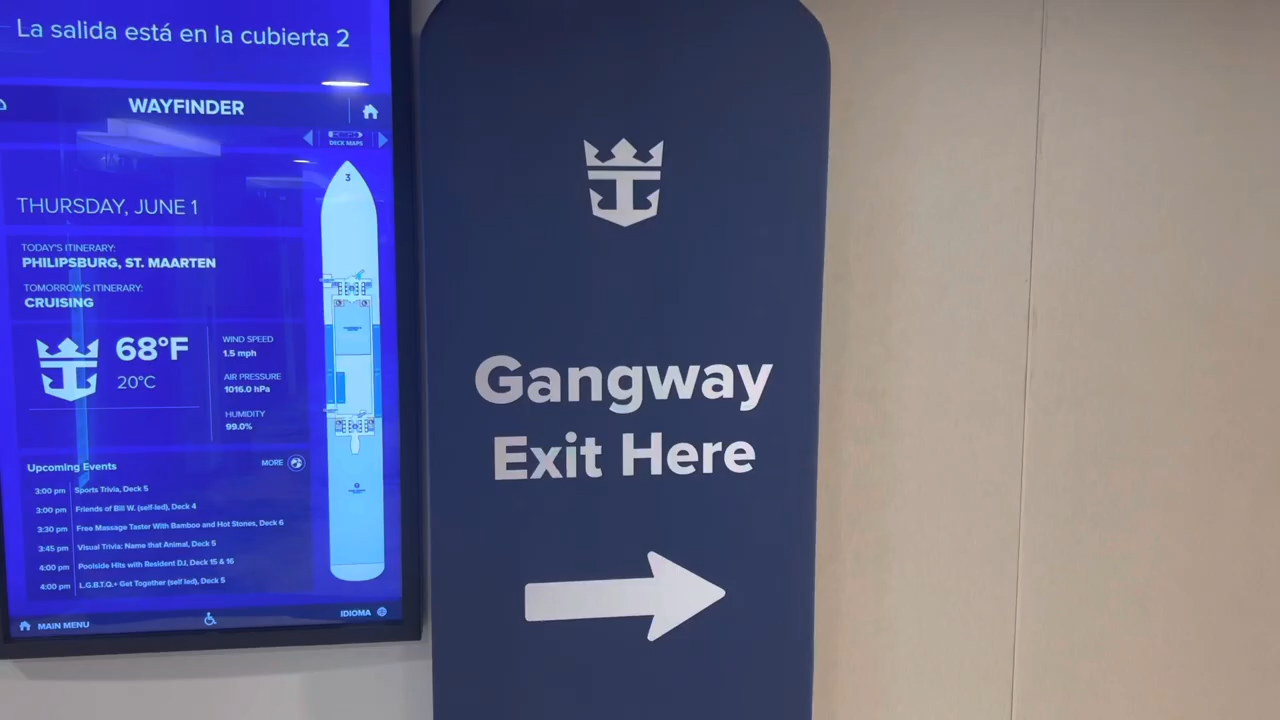 La salida está en la cubierta 2
WAYFINDER
DECK MAPS
3
THURSDAY, JUNE 1
TODAY'S ITINERARY:
PHILIPSBURG, ST. MAARTEN
TOMORROW'S ITINERARY:
CRUISING
68°F
20°C
WIND SPEED
1.5 mph
AIR PRESSURE
1016.0 hPa
HUMIDITY
99.0%
Upcoming Events
MORE
3:00 pm Sports Trivia, Deck 5
3:00 pm Friends of Bill W. (self-led), Deck 4
3:30 pm Free Massage Taster With Bamboo and Hot Stones, Deck 6
3:45 pm Visual Trivia: Name that Animal, Deck 5
4:00 pm Poolside Hits with Resident DJ, Deck 15 & 16
4:00 pm L.G.B.T.Q.+ Get Together (self led), Deck 5
MAIN MENU
IDIOMA
Gangway
Exit Here